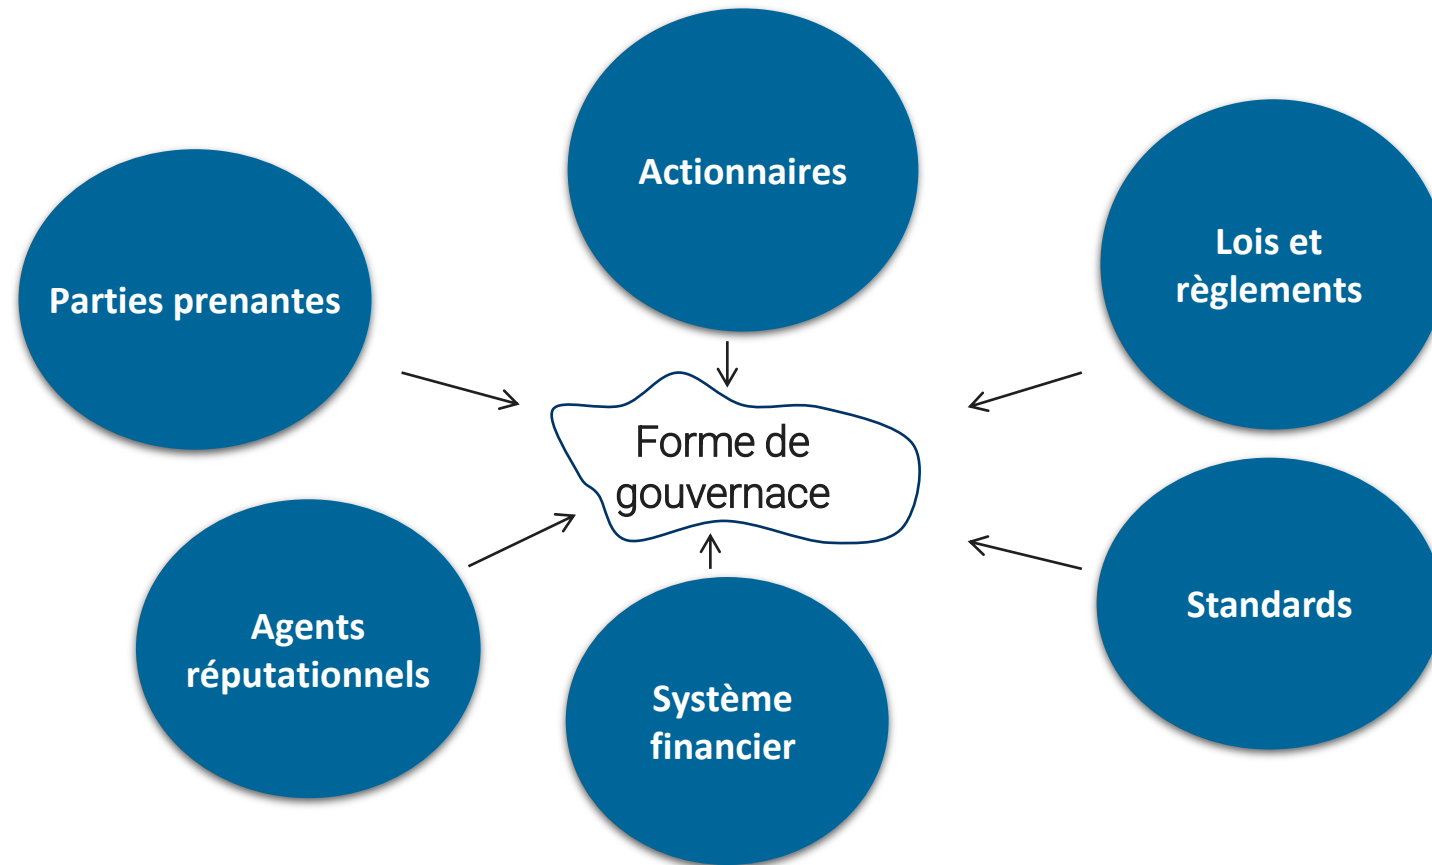 Actionnaires
Lois et
règlements
Parties prenantes
Forme de
gouvernace
Standards
Agents
réputationnels
Système
financier